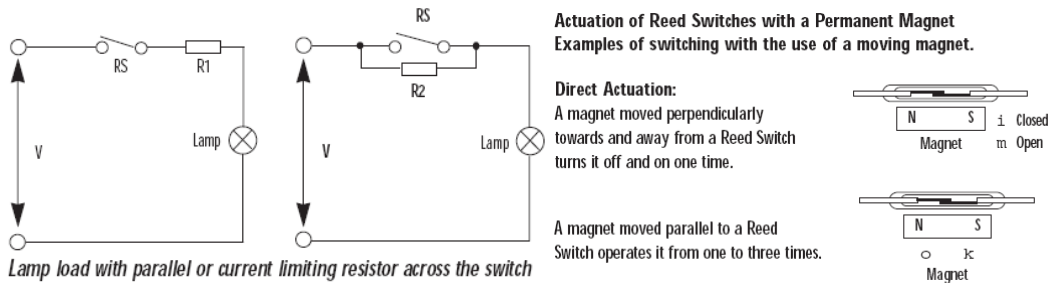 RS
R1
V
Lamp
RS
R2
V
Lamp
Lamp load with parallel or current limiting resistor across the switch
Actuation of Reed Switches with a Permanent Magnet
Examples of switching with the use of a moving magnet.
Direct Actuation:
A magnet moved perpendicularly
towards and away from a Reed Switch
turns it off and on one time.
N S i Closed
Magnet m Open
A magnet moved parallel to a Reed
Switch operates it from one to three times.
N S
o k
Magnet